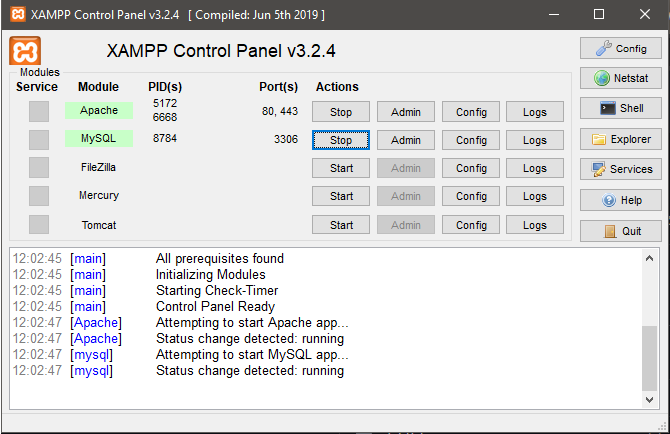 XAMPP Control Panel v3.2.4   [ Compiled: Jun 5th 2019 ]
XAMPP Control Panel v3.2.4
Config
Netstat
Shell
Explorer
Services
Help
Quit
Modules
Service Module PID(s) Port(s) Actions
Apache 5172 6668 80, 443 Stop Admin Config Logs
MySQL 8784 3306 Stop Admin Config Logs
FileZilla Start Admin Config Logs
Mercury Start Admin Config Logs
Tomcat Start Admin Config Logs
12:02:45 [main] All prerequisites found
12:02:45 [main] Initializing Modules
12:02:45 [main] Starting Check-Timer
12:02:45 [main] Control Panel Ready
12:02:47 [Apache] Attempting to start Apache app...
12:02:47 [Apache] Status change detected: running
12:02:47 [mysql] Attempting to start MySQL app...
12:02:47 [mysql] Status change detected: running